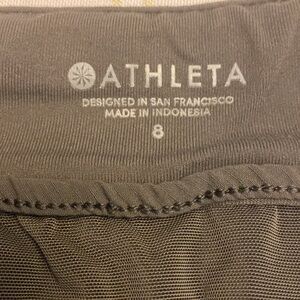 ATHLETA
DESIGNED IN SAN FRANCISCO
MADE IN INDONESIA
8